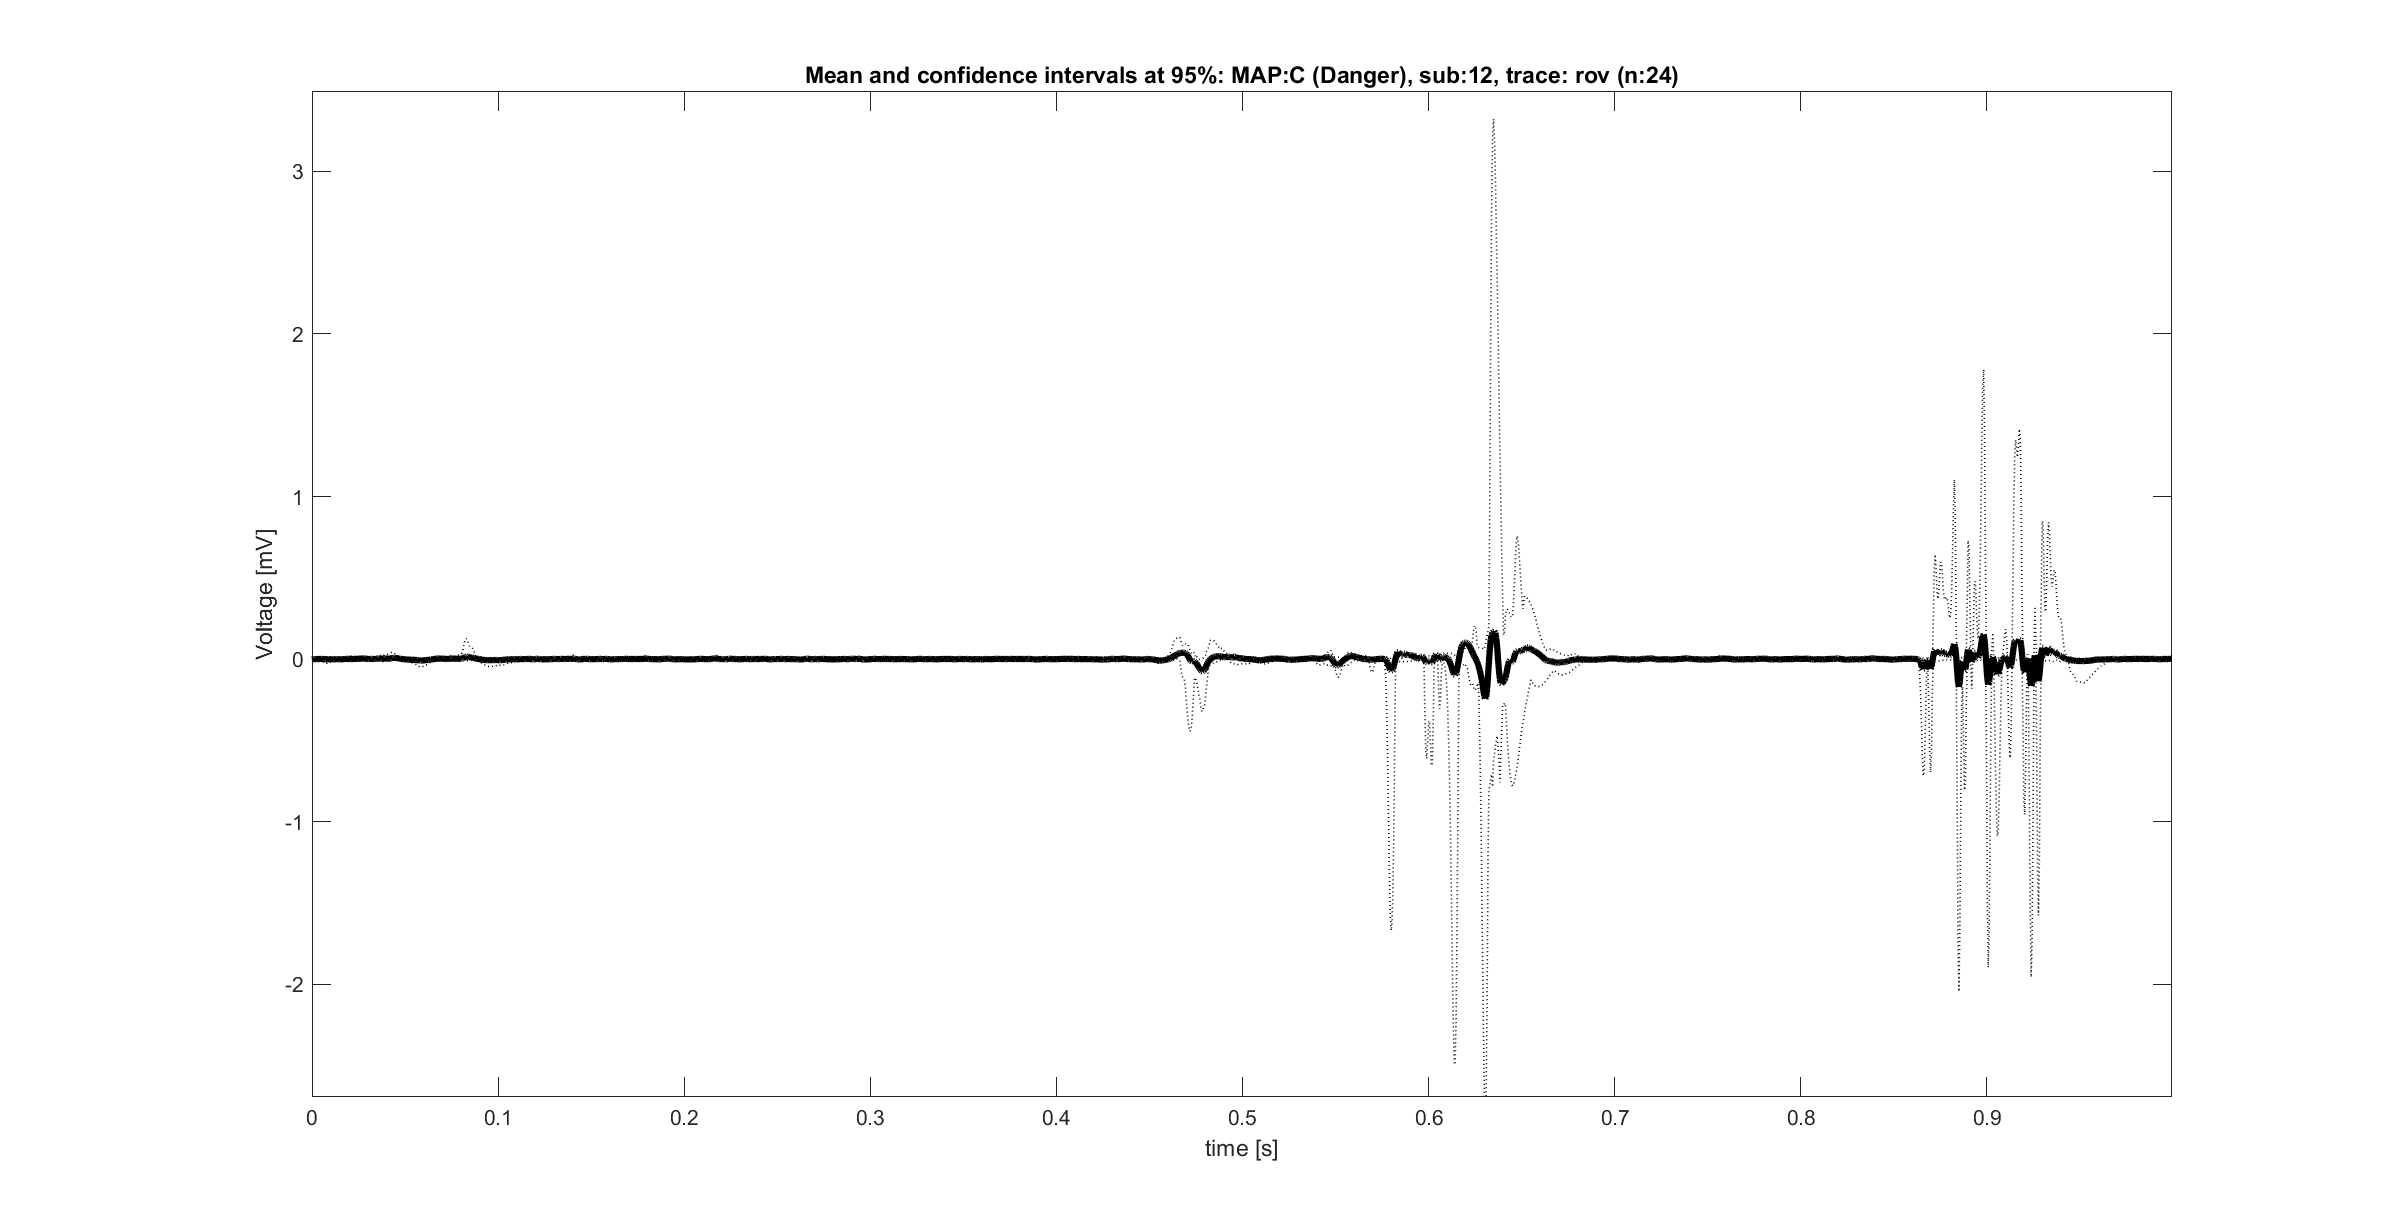 Mean and confidence intervals at 95%: MAP:C (Danger), sub:12, trace: rov (n:24)
3
2
1
0
-1
-2
Voltage [mV]
0 0.1 0.2 0.3 0.4 0.5 0.6 0.7 0.8 0.9
time [s]